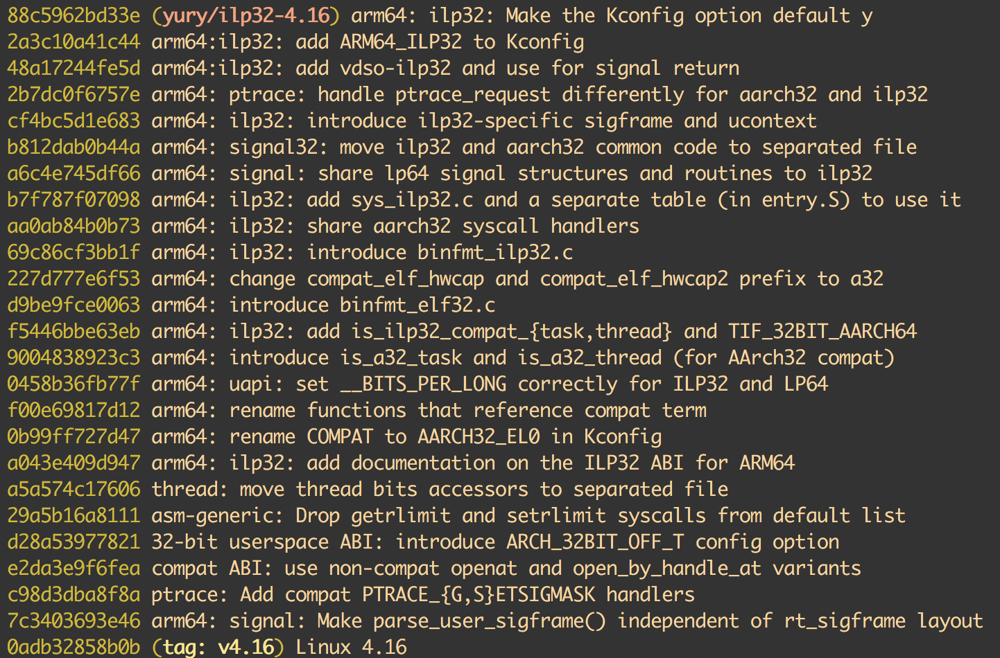 88c5962bd33e (yury/ilp32-4.16) arm64: ilp32: Make the Kconfig option default y
2a3c10a41c44 arm64:ilp32: add ARM64_ILP32 to Kconfig
48a17244fe5d arm64:ilp32: add vdso-ilp32 and use for signal return
2b7dc0f6757e arm64: ptrace: handle ptrace_request differently for aarch32 and ilp32
cf4bc5d1e683 arm64: ilp32: introduce ilp32-specific sigframe and ucontext
b812dab0b44a arm64: signal32: move ilp32 and aarch32 common code to separated file
a6c4e745df66 arm64: signal: share lp64 signal structures and routines to ilp32
b7f787f07098 arm64: ilp32: add sys_ilp32.c and a separate table (in entry.S) to use it
aa0ab84b0b73 arm64: ilp32: share aarch32 syscall handlers
69c86cf3bb1f arm64: ilp32: introduce binfmt_ilp32.c
227d777e6f53 arm64: change compat_elf_hwcap and compat_elf_hwcap2 prefix to a32
d9be9fce0063 arm64: introduce binfmt_elf32.c
f5446bbe63eb arm64: ilp32: add is_ilp32_compat_{task,thread} and TIF_32BIT_AARCH64
9004838923c3 arm64: introduce is_a32_task and is_a32_thread (for AArch32 compat)
0458b36fb77f arm64: uapi: set __BITS_PER_LONG correctly for ILP32 and LP64
f00e69817d12 arm64: rename functions that reference compat term
0b99ff727d47 arm64: rename COMPAT to AARCH32_EL0 in Kconfig
a043e409d947 arm64: ilp32: add documentation on the ILP32 ABI for ARM64
a5a574c17606 thread: move thread bits accessors to separated file
29a5b16a8111 asm-generic: Drop getrlimit and setrlimit syscalls from default list
d28a53977821 32-bit userspace ABI: introduce ARCH_32BIT_OFF_T config option
e2da3e9f6fea compat ABI: use non-compat openat and open_by_handle_at variants
c98d3dba8f8a ptrace: Add compat PTRACE_{G,S}ETSIGMASK handlers
7c3403693e46 arm64: signal: Make parse_user_sigframe() independent of rt_sigframe layout
0adb32858b0b (tag: v4.16) Linux 4.16